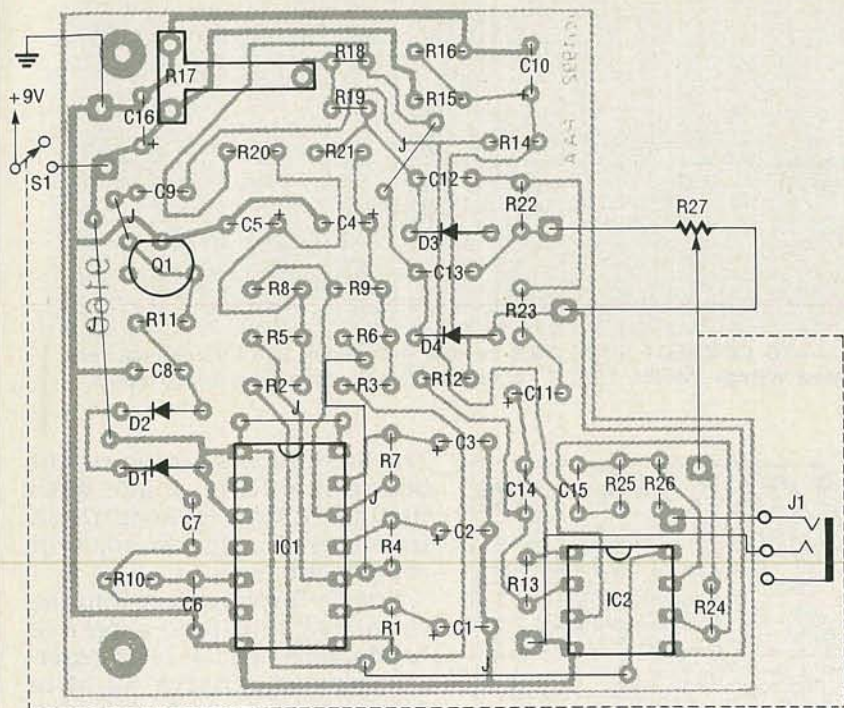 R18
R16
C10
R17
+9V
C16
+
R19
R15
+
J
R14
S1
R20
R21
C12
C9
R22
R27
J
C5
+
C4
+
D3
Q1
9160
C13
R8
R9
R23
R11
R5
R6
D4
C8
R2
R3
R12
C11
+
J
D2
C3
+
D1
R7
C14
C15
R25
R26
J1
C7
J
IC1
C2
+
R4
R10
C6
R13
IC2
R24
R1
C1
+
J